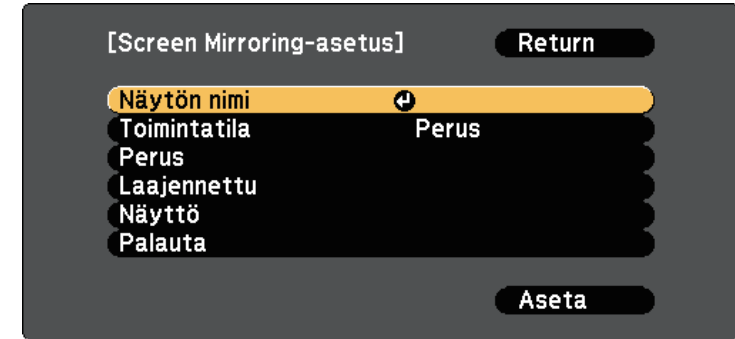 [Screen Mirroring-asetus] Return
Näytön nimi
Toimintatila Perus
Perus
Laajennettu
Näyttö
Palauta
Aseta